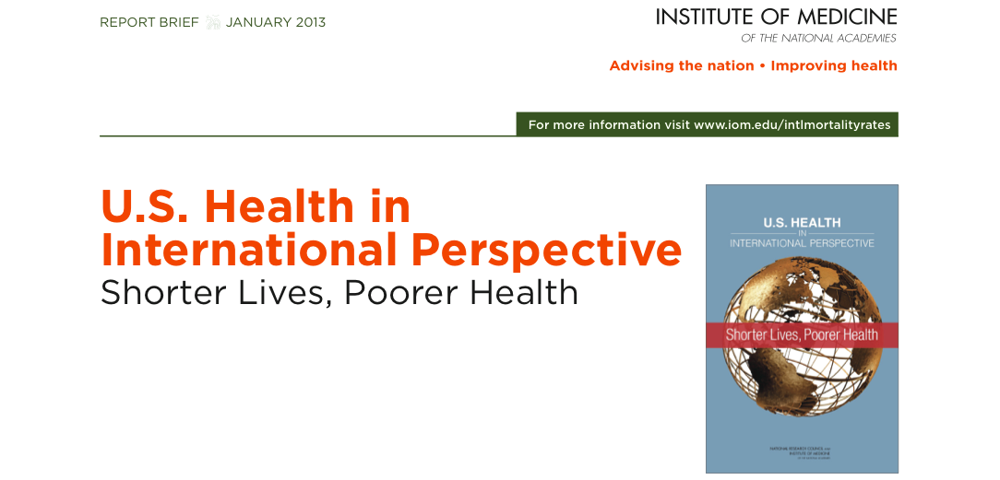 REPORT BRIEF JANUARY 2013
INSTITUTE OF MEDICINE
OF THE NATIONAL ACADEMIES
Advising the nation • Improving health
For more information visit www.iom.edu/intlmortalityrates
U.S. Health in
International Perspective
Shorter Lives, Poorer Health
U.S. HEALTH
IN
INTERNATIONAL PERSPECTIVE
Shorter Lives, Poorer Health
NATIONAL RESEARCH COUNCIL AND
INSTITUTE OF MEDICINE
OF THE NATIONAL ACADEMIES